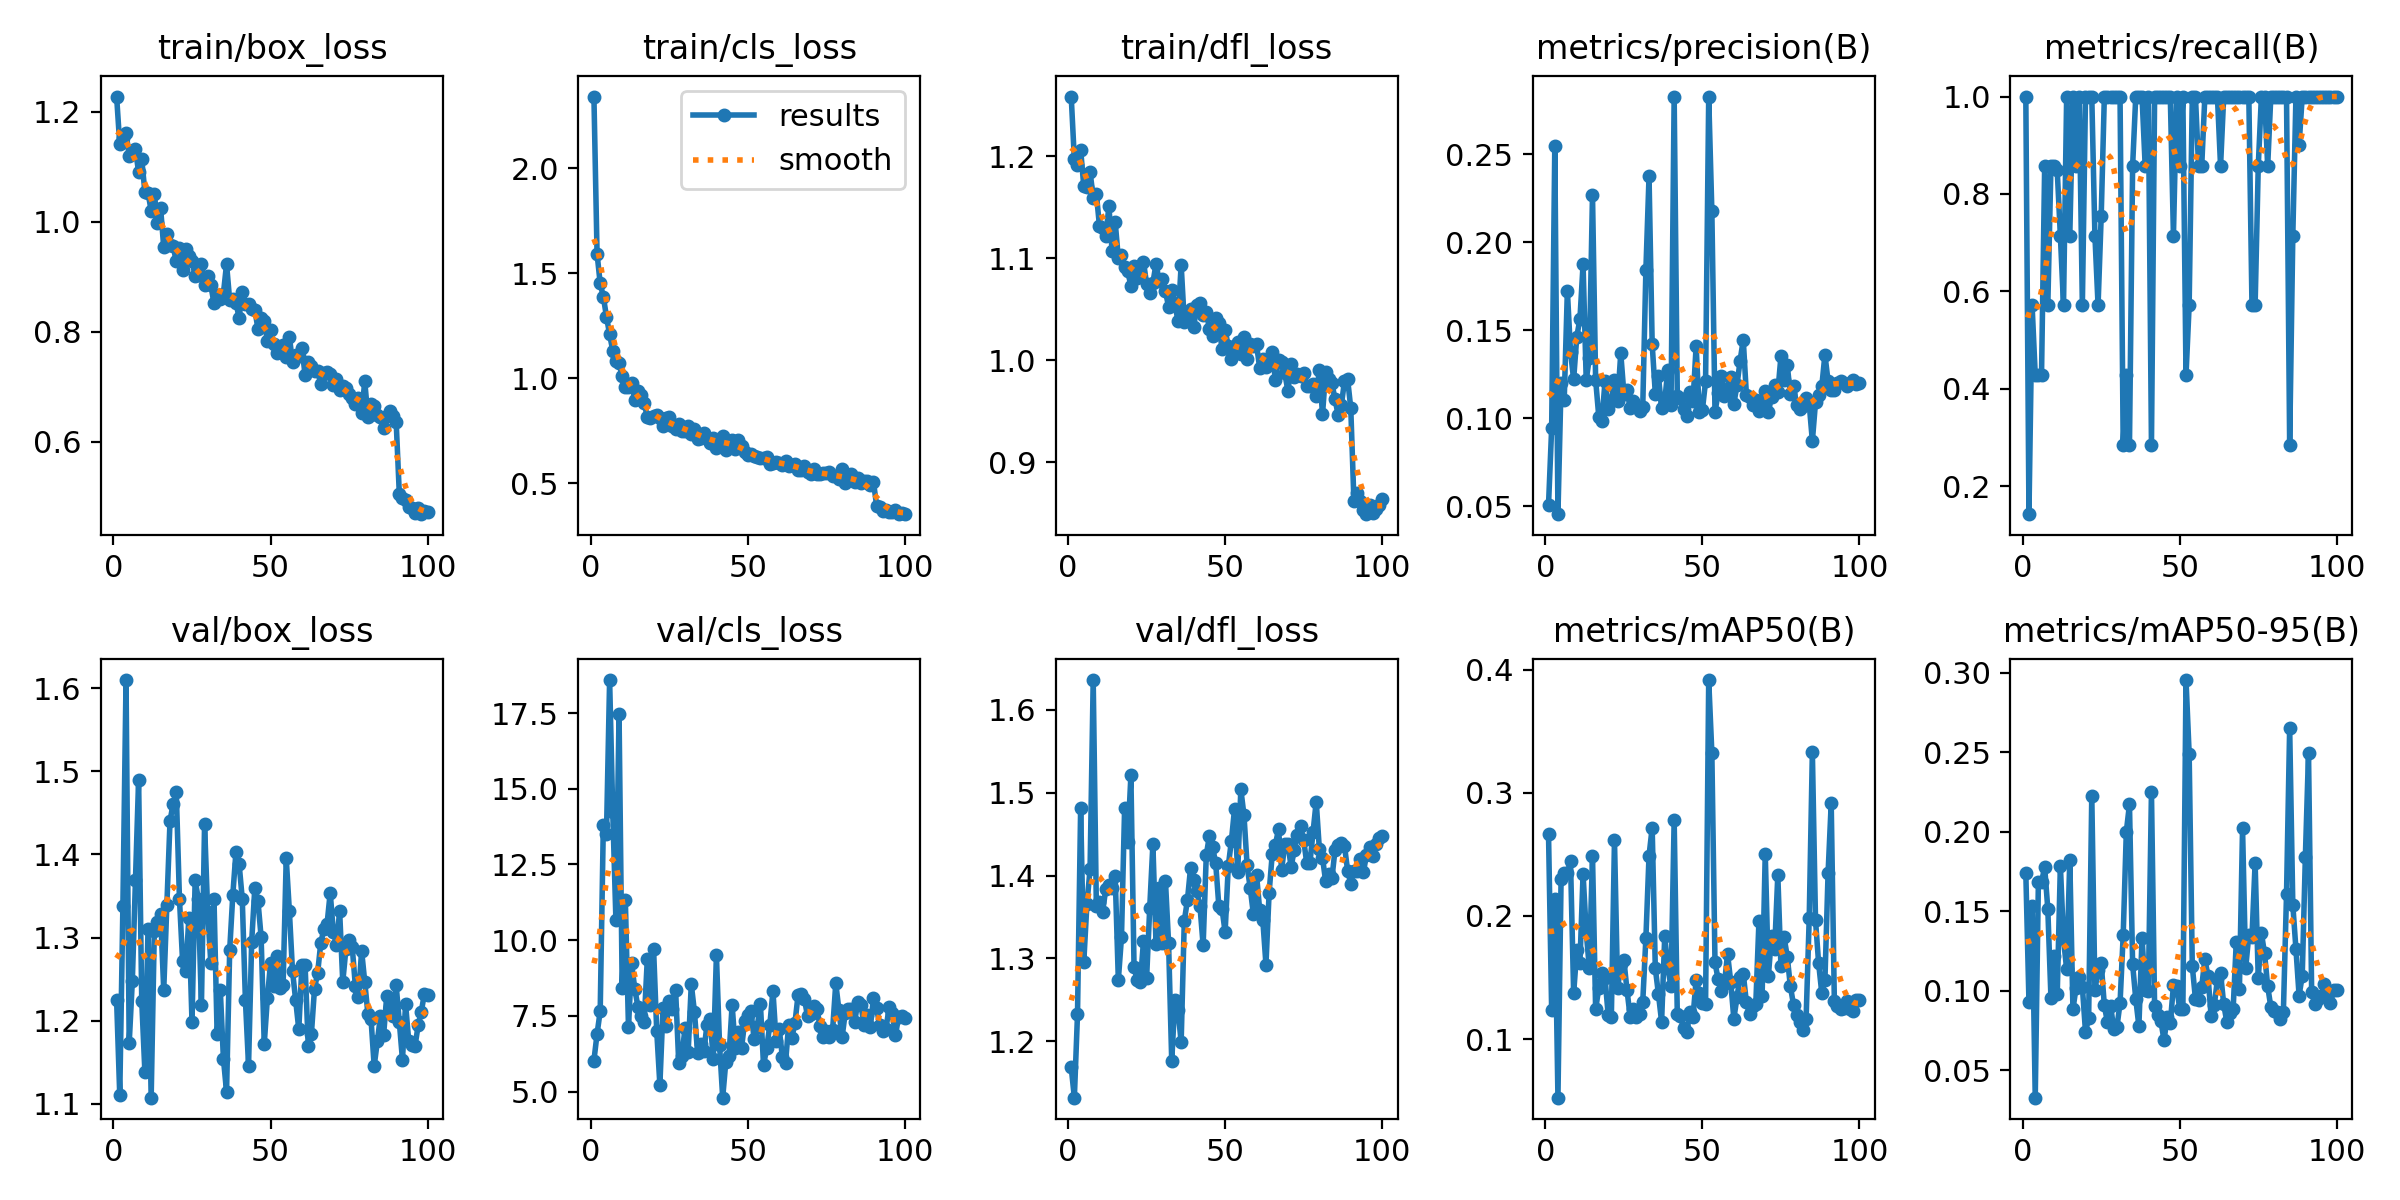 train/box_loss
1.2
1.0
0.8
0.6
0 50 100
train/cls_loss
results
smooth
2.0
1.5
1.0
0.5
0 50 100
train/dfl_loss
1.2
1.1
1.0
0.9
0 50 100
metrics/precision(B)
0.25
0.20
0.15
0.10
0.05
0 50 100
metrics/recall(B)
1.0
0.8
0.6
0.4
0.2
0 50 100
val/box_loss
1.6
1.5
1.4
1.3
1.2
1.1
0 50 100
val/cls_loss
17.5
15.0
12.5
10.0
7.5
5.0
0 50 100
val/dfl_loss
1.6
1.5
1.4
1.3
1.2
0 50 100
metrics/mAP50(B)
0.4
0.3
0.2
0.1
0 50 100
metrics/mAP50-95(B)
0.30
0.25
0.20
0.15
0.10
0.05
0 50 100